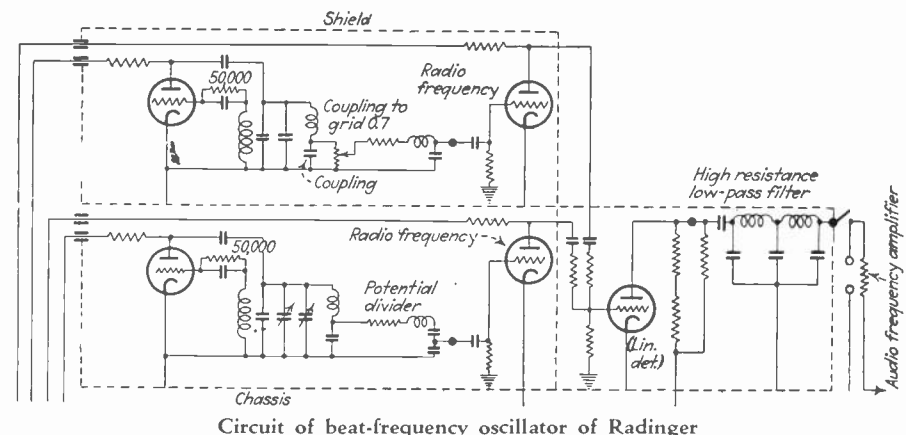 Shield
50,000
Radio
frequency
Coupling to
grid 0.7
Coupling
High resistance
low-pass filter
Radio frequency
50,000
Potential
divider
(Lin.
det.)
Audio frequency amplifier
Chassis
Circuit of beat-frequency oscillator of Radinger